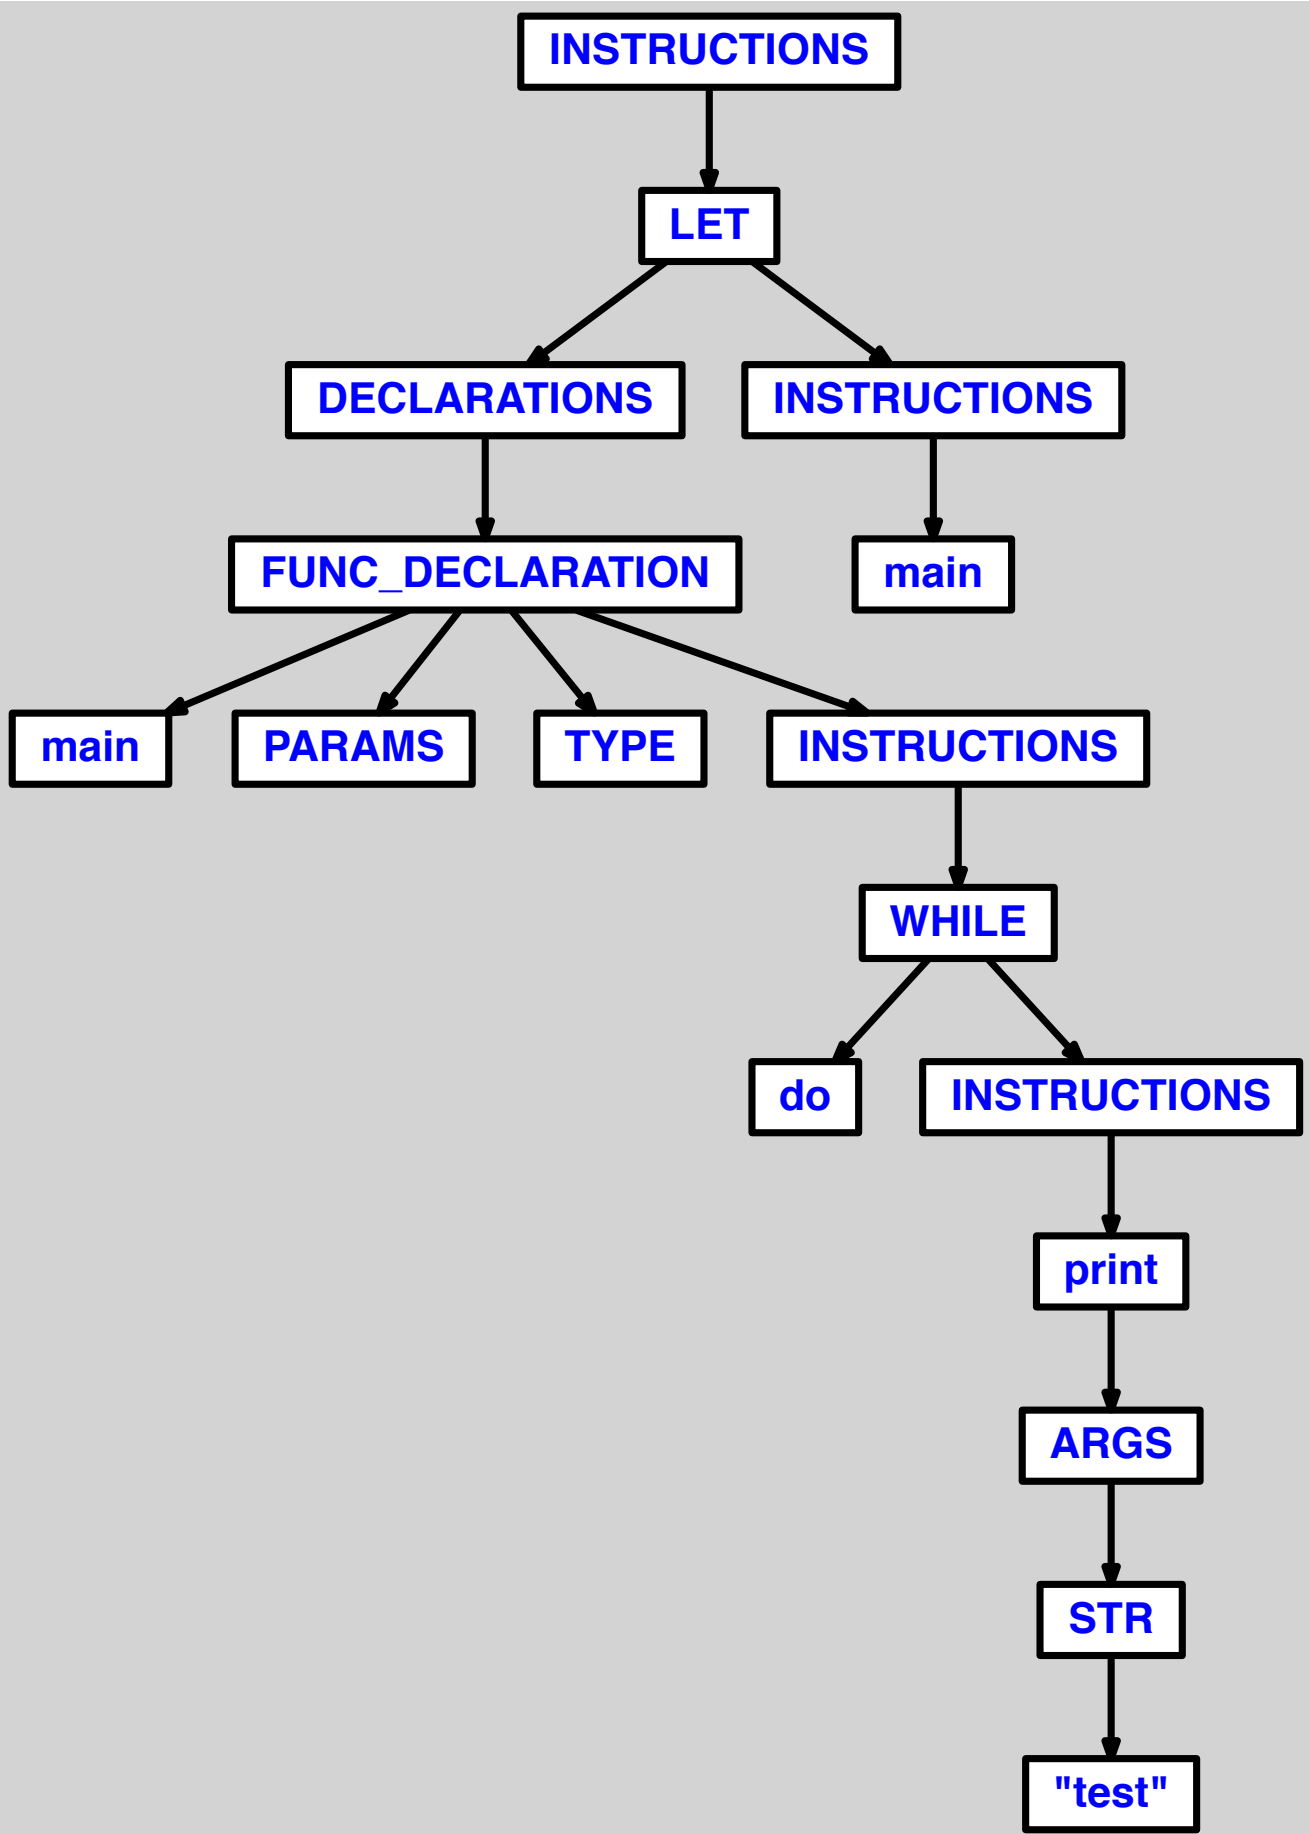 INSTRUCTIONS
LET
DECLARATIONS
INSTRUCTIONS
FUNC_DECLARATION
main
main
PARAMS
TYPE
INSTRUCTIONS
WHILE
do
INSTRUCTIONS
print
ARGS
STR
"test"